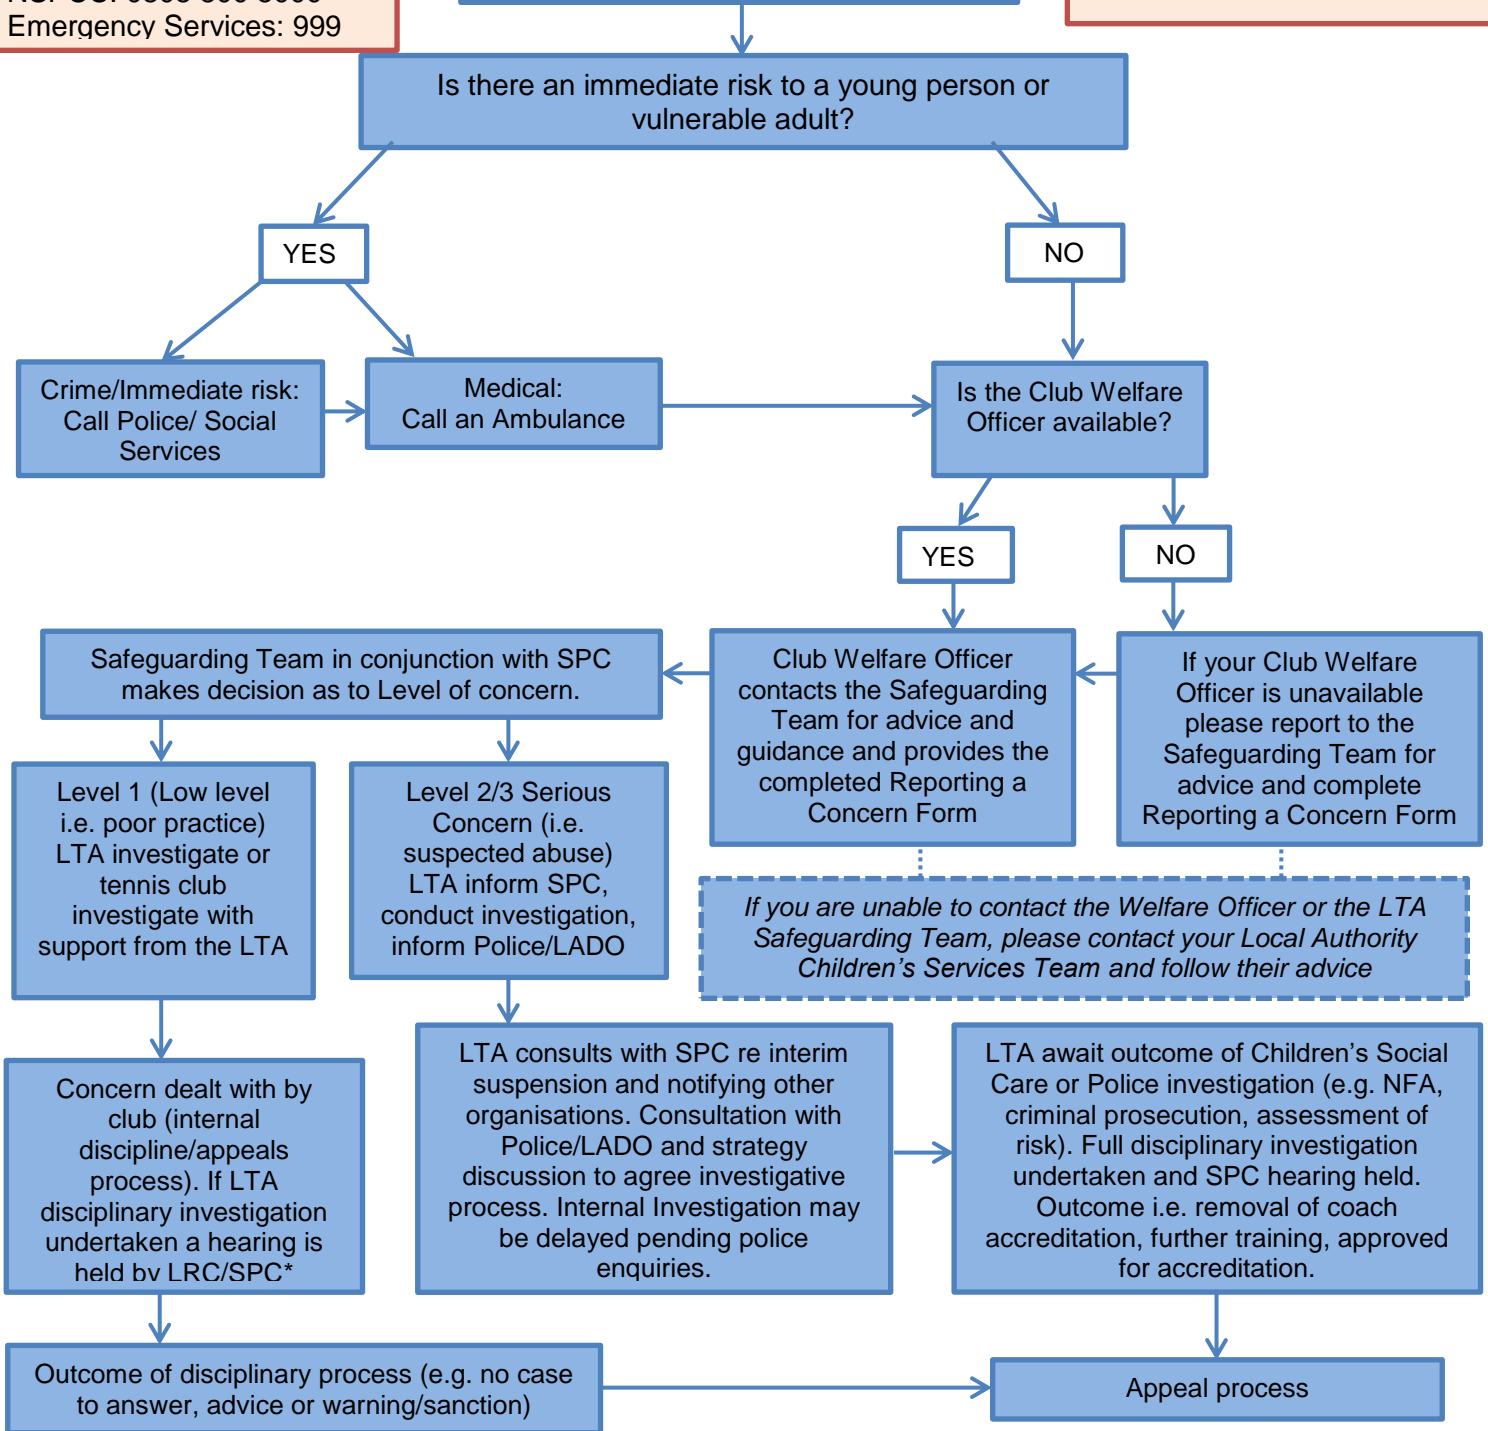 Emergency Services: 999
Is there an immediate risk to a young person or
vulnerable adult?
YES
NO
Crime/Immediate risk:
Call Police/ Social
Services
Medical:
Call an Ambulance
Is the Club Welfare
Officer available?
YES
NO
Safeguarding Team in conjunction with SPC
makes decision as to Level of concern.
Club Welfare Officer
contacts the Safeguarding
Team for advice and
guidance and provides the
completed Reporting a
Concern Form
If your Club Welfare
Officer is unavailable
please report to the
Safeguarding Team for
advice and complete
Reporting a Concern Form
Level 1 (Low level
i.e. poor practice)
LTA investigate or
tennis club
investigate with
support from the LTA
Level 2/3 Serious
Concern (i.e.
suspected abuse)
LTA inform SPC,
conduct investigation,
inform Police/LADO
If you are unable to contact the Welfare Officer or the LTA
Safeguarding Team, please contact your Local Authority
Children’s Services Team and follow their advice
Concern dealt with by
club (internal
discipline/appeals
process). If LTA
disciplinary investigation
undertaken a hearing is
held by LRC/SPC*
LTA consults with SPC re interim
suspension and notifying other
organisations. Consultation with
Police/LADO and strategy
discussion to agree investigative
process. Internal Investigation may
be delayed pending police
enquiries.
LTA await outcome of Children’s Social
Care or Police investigation (e.g. NFA,
criminal prosecution, assessment of
risk). Full disciplinary investigation
undertaken and SPC hearing held.
Outcome i.e. removal of coach
accreditation, further training, approved
for accreditation.
Outcome of disciplinary process (e.g. no case
to answer, advice or warning/sanction)
Appeal process